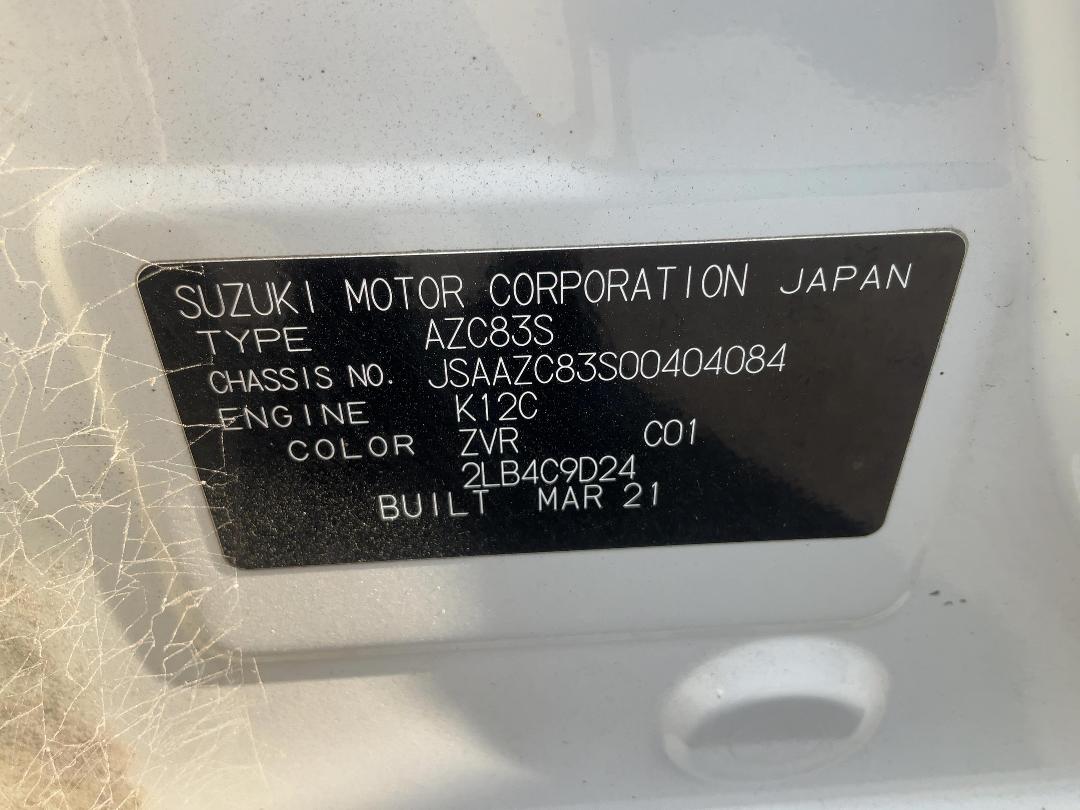 SUZUKI MOTOR CORPORATION JAPAN
TYPE AZC83S
CHASSIS NO. JSAAZC83S00404084
ENGINE K12C
COLOR ZVR C01
2LB4C9D24
BUILT MAR 21